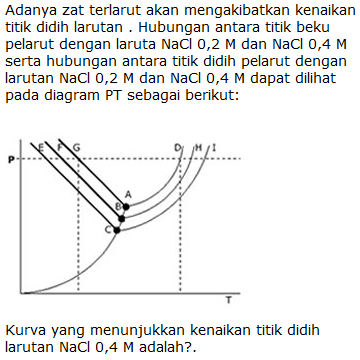 Adanya zat terlarut akan mengakibatkan kenaikan
titik didih larutan . Hubungan antara titik beku
pelarut dengan laruta NaCl 0,2 M dan NaCl 0,4 M
serta hubungan antara titik didih pelarut dengan
larutan NaCl 0,2 M dan NaCl 0,4 M dapat dilihat
pada diagram PT sebagai berikut:
E F G D H I
P
A
B
C
T
Kurva yang menunjukkan kenaikan titik didih
larutan NaCl 0,4 M adalah?.